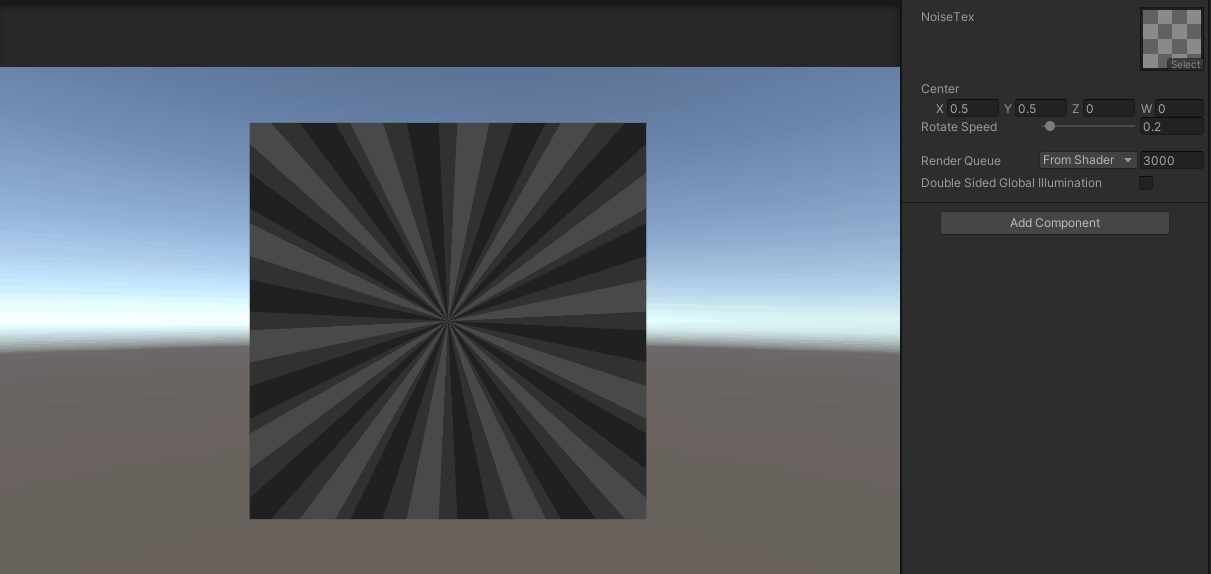 NoiseTex
Select
Center
X 0.5 Y 0.5 Z 0 W 0
Rotate Speed 0.2
Render Queue From Shader 3000
Double Sided Global Illumination
Add Component